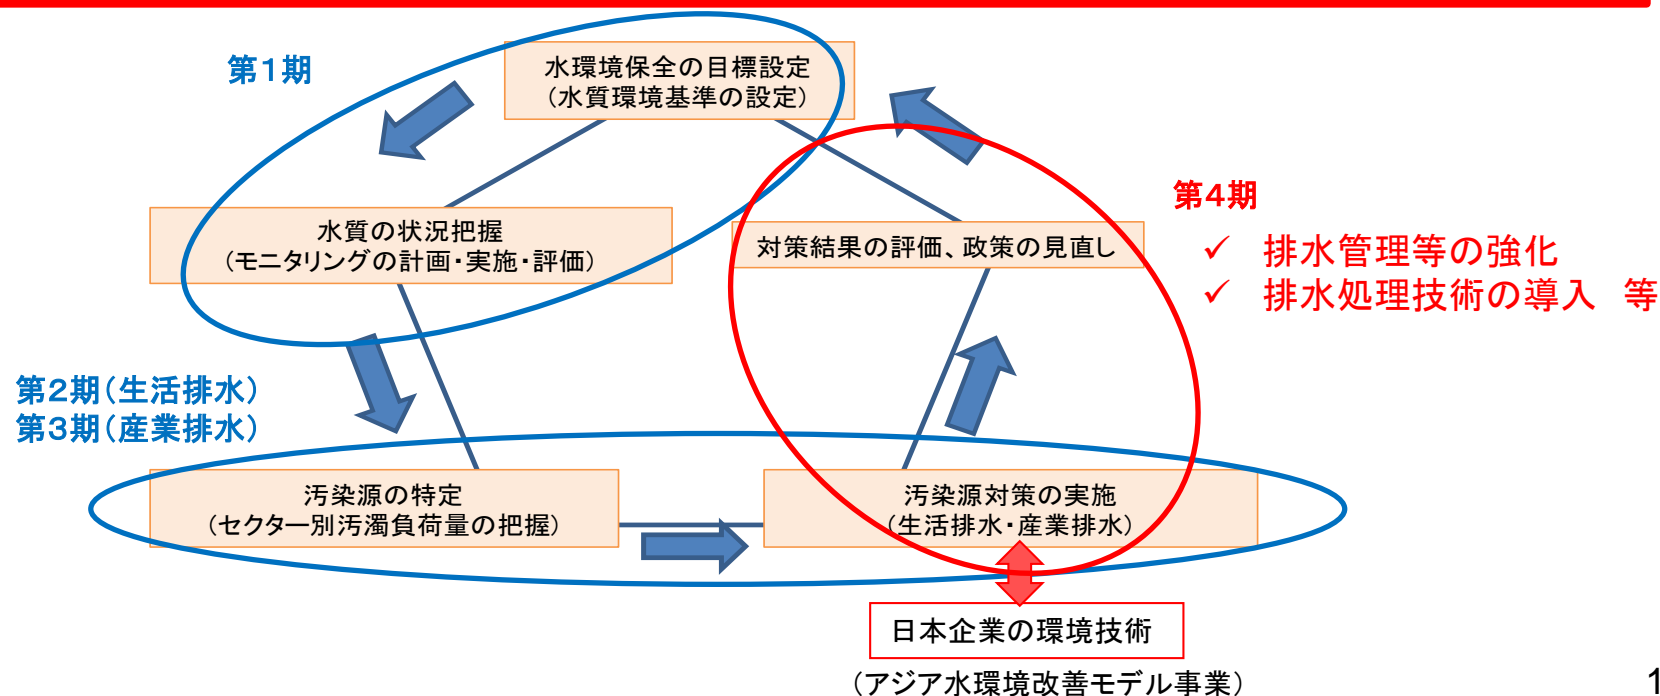 第1期
水環境保全の目標設定
(水質環境基準の設定)
水質の状況把握
(モニタリングの計画・実施・評価)
対策結果の評価、政策の見直し
第4期
✓ 排水管理等の強化
✓ 排水処理技術の導入 等
第2期(生活排水)
第3期(産業排水)
汚染源の特定
(セクター別汚濁負荷量の把握)
汚染源対策の実施
(生活排水・産業排水)
日本企業の環境技術
(アジア水環境改善モデル事業)
1